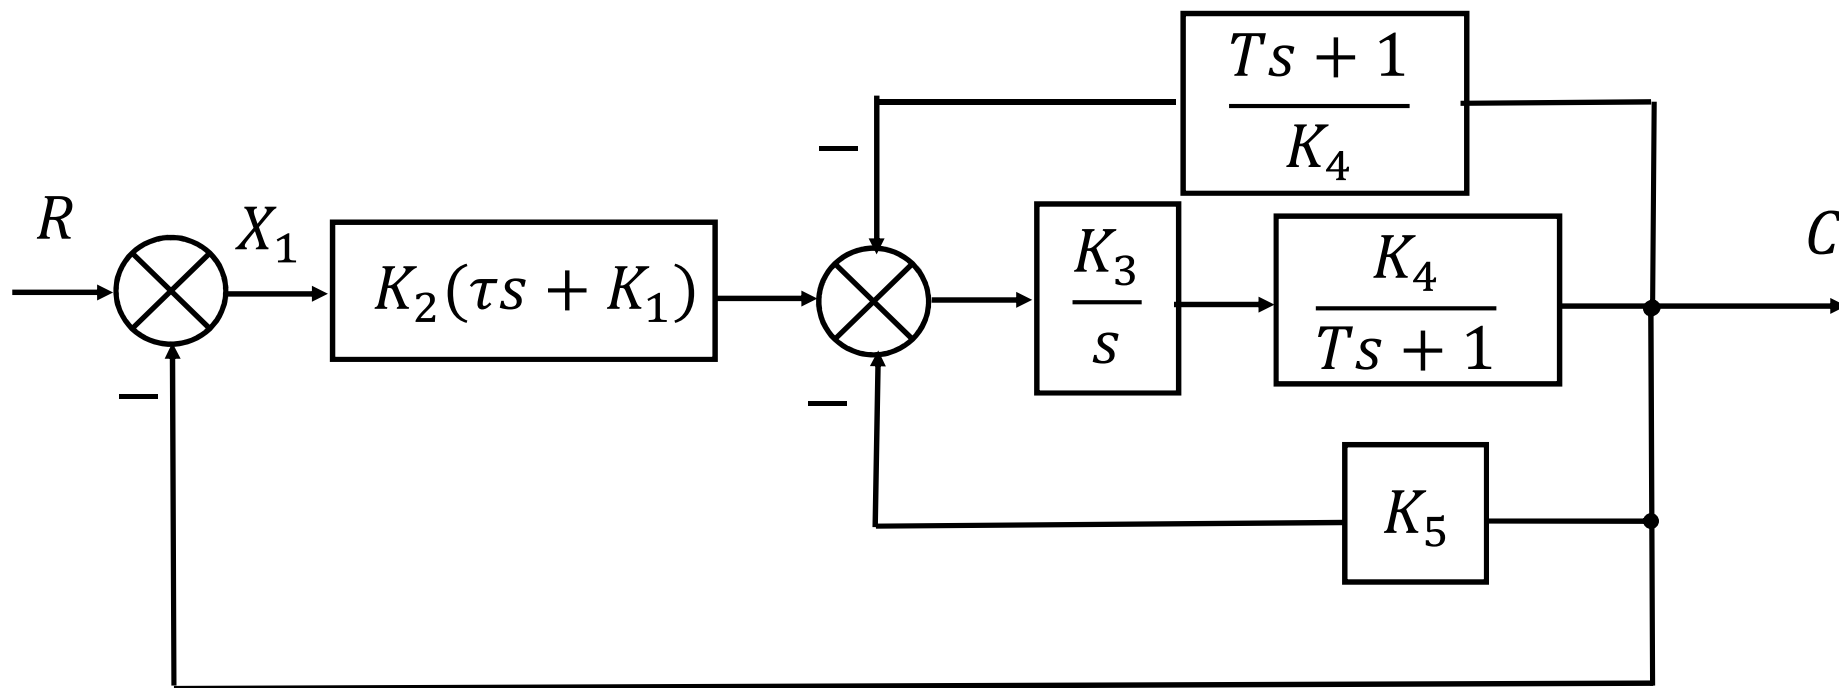 Ts + 1
K₄
−
R
X₁
K₂(τs + K₁)
K₃
s
K₄
Ts + 1
C
−
−
K₅